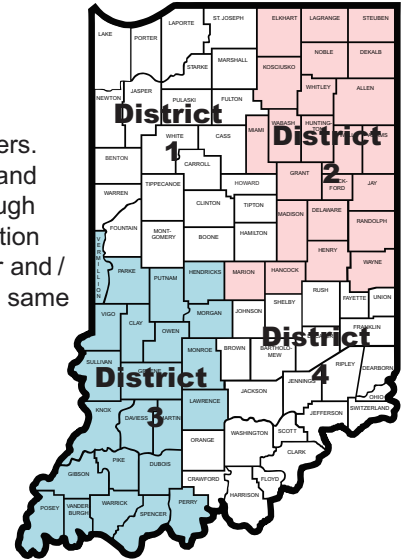 ers.
and
ugh
tion
r and /
same
LAKE
PORTER
LAPORTE
ST. JOSEPH
ELKHART
LAGRANGE
STEUBEN
NOBLE
DEKALB
STARKE
MARSHALL
KOSCIUSKO
WHITLEY
ALLEN
NEWTON
JASPER
PULASKI
FULTON
District
1
WHITE
CASS
MIAMI
WABASH
HUNTING-
District
2
BENTON
CARROLL
GRANT
FORD
JAY
WARREN
TIPPECANOE
HOWARD
CLINTON
TIPTON
MADISON
DELAWARE
RANDOLPH
FOUNTAIN
MONT-
GOMERY
BOONE
HAMILTON
HENRY
WAYNE
VERMILLION
PARKE
PUTNAM
HENDRICKS
MARION
HANCOCK
RUSH
FAYETTE
UNION
SHELBY
VIGO
CLAY
MORGAN
JOHNSON
OWEN
FRANKLIN
District
4
SULLIVAN
MONROE
BROWN
BARTHOLO-
MEW
RIPLEY
DEARBORN
JENNINGS
OHIO
District
3
LAWRENCE
JACKSON
SWITZERLAND
JEFFERSON
KNOX
DAVIESS
MARTIN
WASHINGTON
SCOTT
ORANGE
CLARK
PIKE
DUBOIS
CRAWFORD
FLOYD
HARRISON
GIBSON
POSEY
VANDER-
BURGH
WARRICK
SPENCER
PERRY